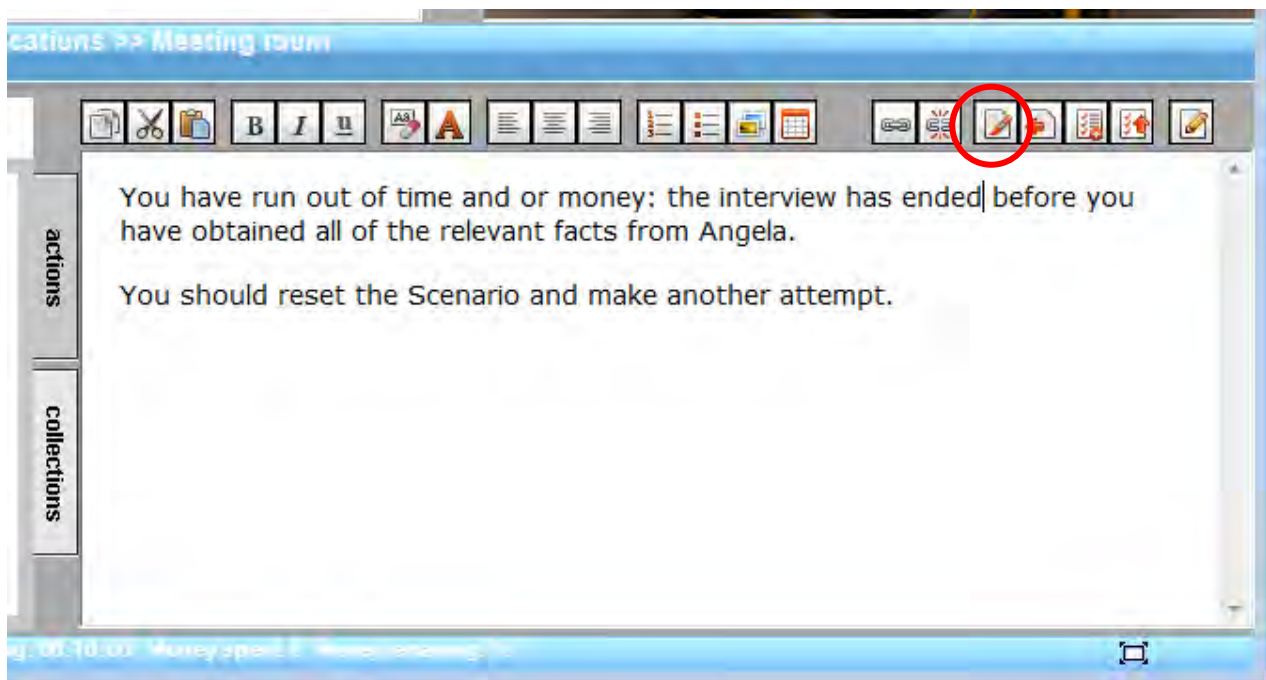 cations >> Meeting room
B I u
You have run out of time and or money: the interview has ended before you
have obtained all of the relevant facts from Angela.
You should reset the Scenario and make another attempt.
actions
collections